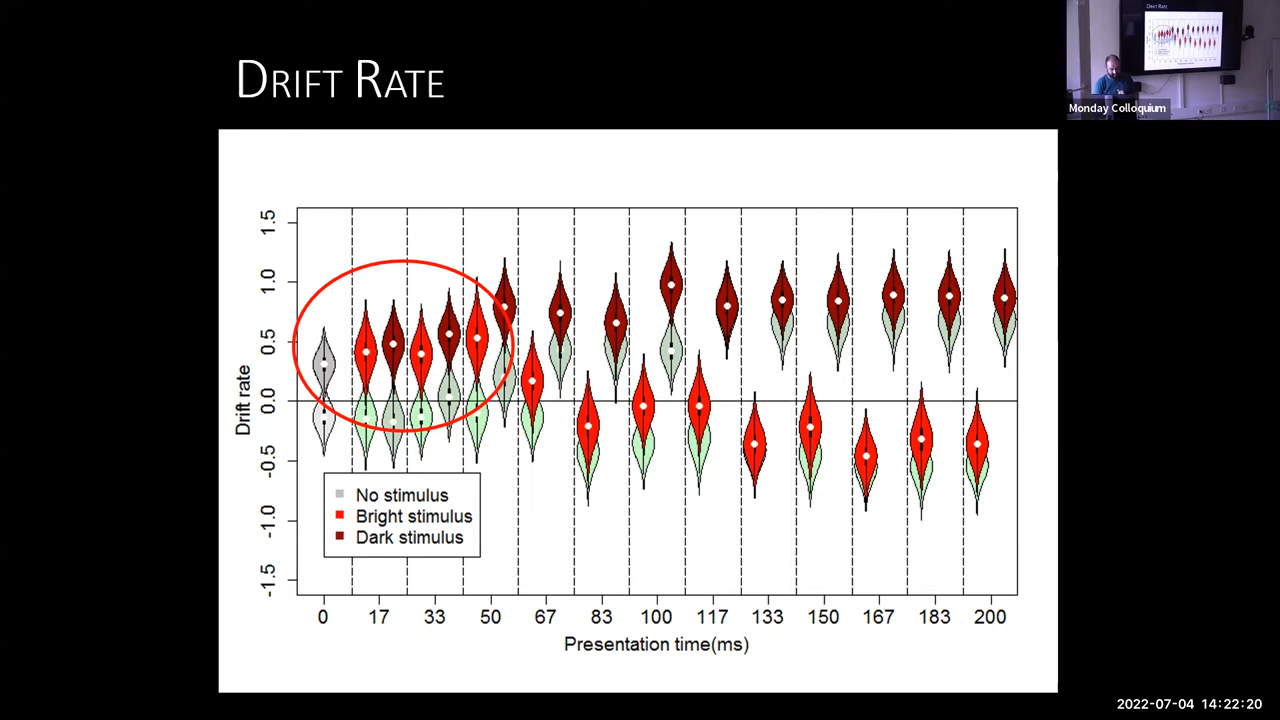 DRIFT RATE
Monday Colloquium
1.5
1.0
0.5
0.0
-0.5
-1.0
-1.5
Drift rate
No stimulus
Bright stimulus
Dark stimulus
0 17 33 50 67 83 100 117 133 150 167 183 200
Presentation time(ms)
2022-07-04 14:22:20